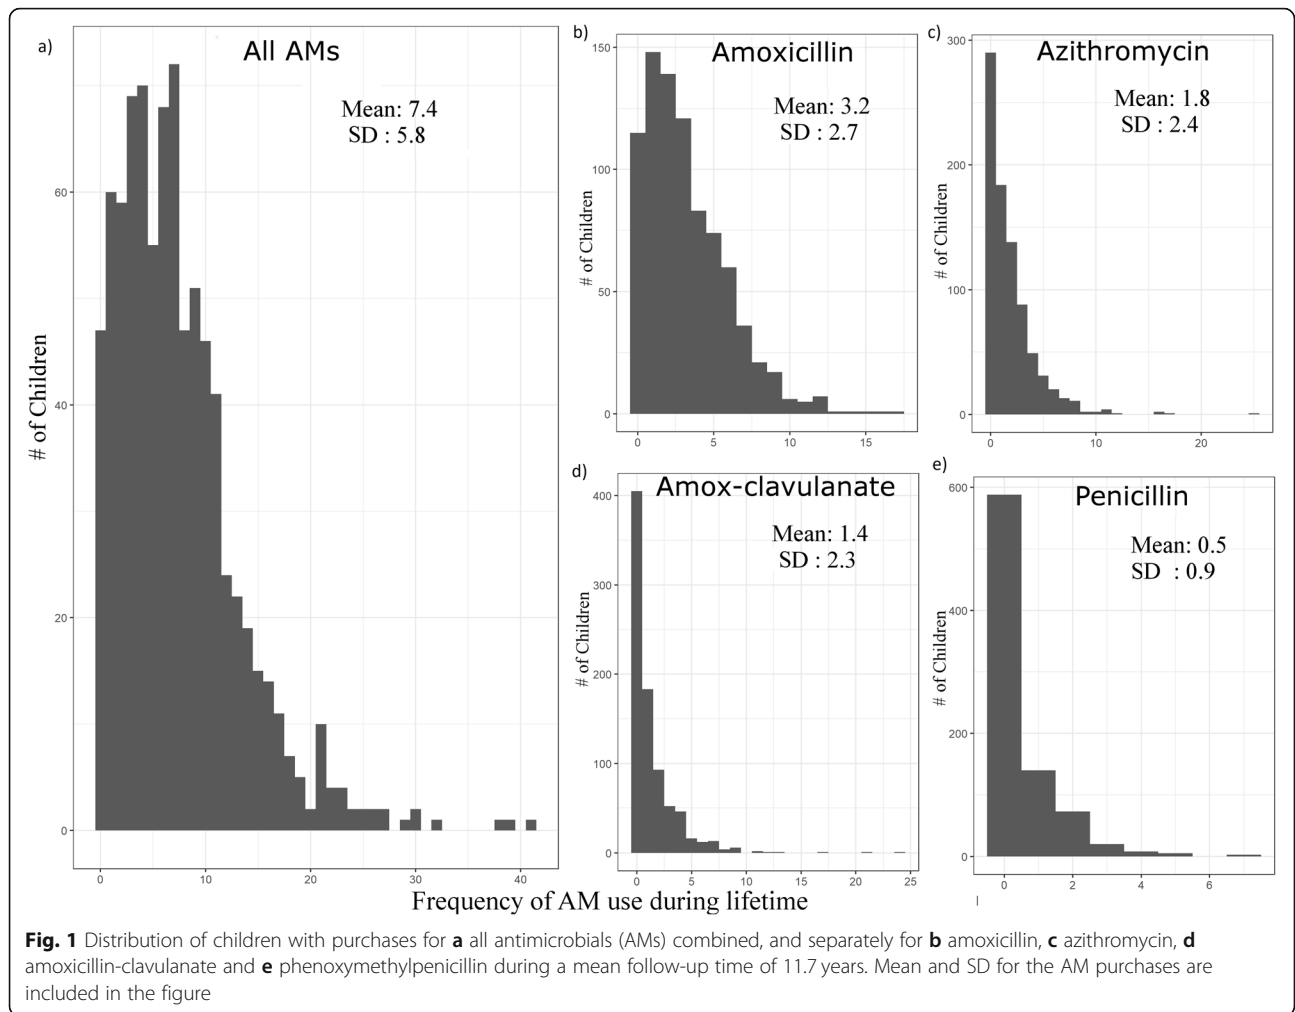 a)
All AMs
Mean: 7.4
SD : 5.8
# of Children
60
40
20
0
0 10 20 30 40
b)
Amoxicillin
Mean: 3.2
SD : 2.7
# of Children
150
100
50
0
0 5 10 15
c)
Azithromycin
Mean: 1.8
SD : 2.4
# of Children
300
200
100
0
0 10 20
d)
Amox-clavulanate
Mean: 1.4
SD : 2.3
# of Children
400
300
200
100
0
0 5 10 15 20 25
e)
Penicillin
Mean: 0.5
SD : 0.9
# of Children
600
400
200
0
0 2 4 6
Frequency of AM use during lifetime
Fig. 1 Distribution of children with purchases for a all antimicrobials (AMs) combined, and separately for b amoxicillin, c azithromycin, d
amoxicillin-clavulanate and e phenoxymethylpenicillin during a mean follow-up time of 11.7 years. Mean and SD for the AM purchases are
included in the figure